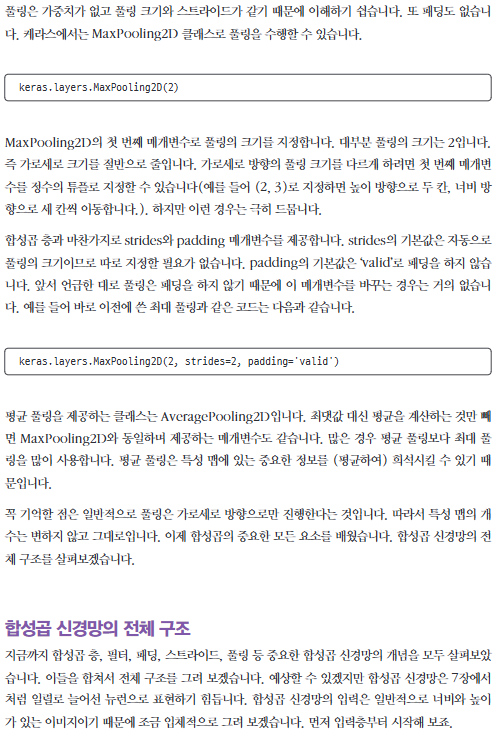 풀링은 가중치가 없고 풀링 크기와 스트라이드가 같기 때문에 이해하기 쉽습니다. 또 패딩도 없습니
다. 케라스에서는 MaxPooling2D 클래스로 풀링을 수행할 수 있습니다.
keras.layers.MaxPooling2D(2)
MaxPooling2D의 첫 번째 매개변수로 풀링의 크기를 지정합니다. 대부분 풀링의 크기는 2입니다.
즉 가로세로 크기를 절반으로 줄입니다. 가로세로 방향의 풀링 크기를 다르게 하려면 첫 번째 매개변
수를 정수의 튜플로 지정할 수 있습니다(예를 들어 (2, 3)로 지정하면 높이 방향으로 두 칸, 너비 방
향으로 세 칸씩 이동합니다.). 하지만 이런 경우는 극히 드뭅니다.
합성곱 층과 마찬가지로 strides와 padding 매개변수를 제공합니다. strides의 기본값은 자동으로
풀링의 크기이므로 따로 지정할 필요가 없습니다. padding의 기본값은 'valid'로 패딩을 하지 않습
니다. 앞서 언급한 대로 풀링은 패딩을 하지 않기 때문에 이 매개변수를 바꾸는 경우는 거의 없습니
다. 예를 들어 바로 이전에 쓴 최대 풀링과 같은 코드는 다음과 같습니다.
keras.layers.MaxPooling2D(2, strides=2, padding='valid')
평균 풀링을 제공하는 클래스는 AveragePooling2D입니다. 최댓값 대신 평균을 계산하는 것만 빼
면 MaxPooling2D와 동일하며 제공하는 매개변수도 같습니다. 많은 경우 평균 풀링보다 최대 풀
링을 많이 사용합니다. 평균 풀링은 특성 맵에 있는 중요한 정보를 (평균하여) 희석시킬 수 있기 때
문입니다.
꼭 기억할 점은 일반적으로 풀링은 가로세로 방향으로만 진행한다는 것입니다. 따라서 특성 맵의 개
수는 변하지 않고 그대로입니다. 이제 합성곱의 중요한 모든 요소를 배웠습니다. 합성곱 신경망의 전
체 구조를 살펴보겠습니다.
합성곱 신경망의 전체 구조
지금까지 합성곱 층, 필터, 패딩, 스트라이드, 풀링 등 중요한 합성곱 신경망의 개념을 모두 살펴보았
습니다. 이들을 합쳐서 전체 구조를 그려 보겠습니다. 예상할 수 있겠지만 합성곱 신경망은 7장에서
처럼 일렬로 늘어선 뉴런으로 표현하기 힘듭니다. 합성곱 신경망의 입력은 일반적으로 너비와 높이
가 있는 이미지이기 때문에 조금 입체적으로 그려 보겠습니다. 먼저 입력층부터 시작해 보죠.